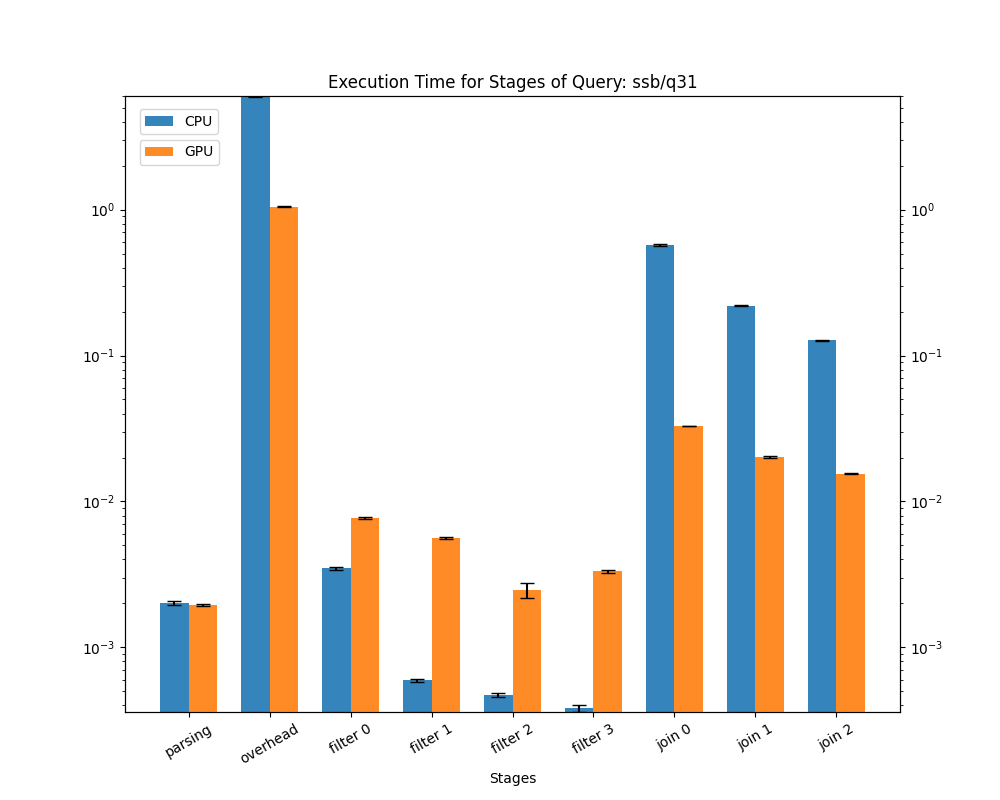 Execution Time for Stages of Query: ssb/q31
CPU
GPU
10⁰
10⁻¹
10⁻²
10⁻³
10⁰
10⁻¹
10⁻²
10⁻³
parsing
overhead
filter 0
filter 1
filter 2
filter 3
join 0
join 1
join 2
Stages